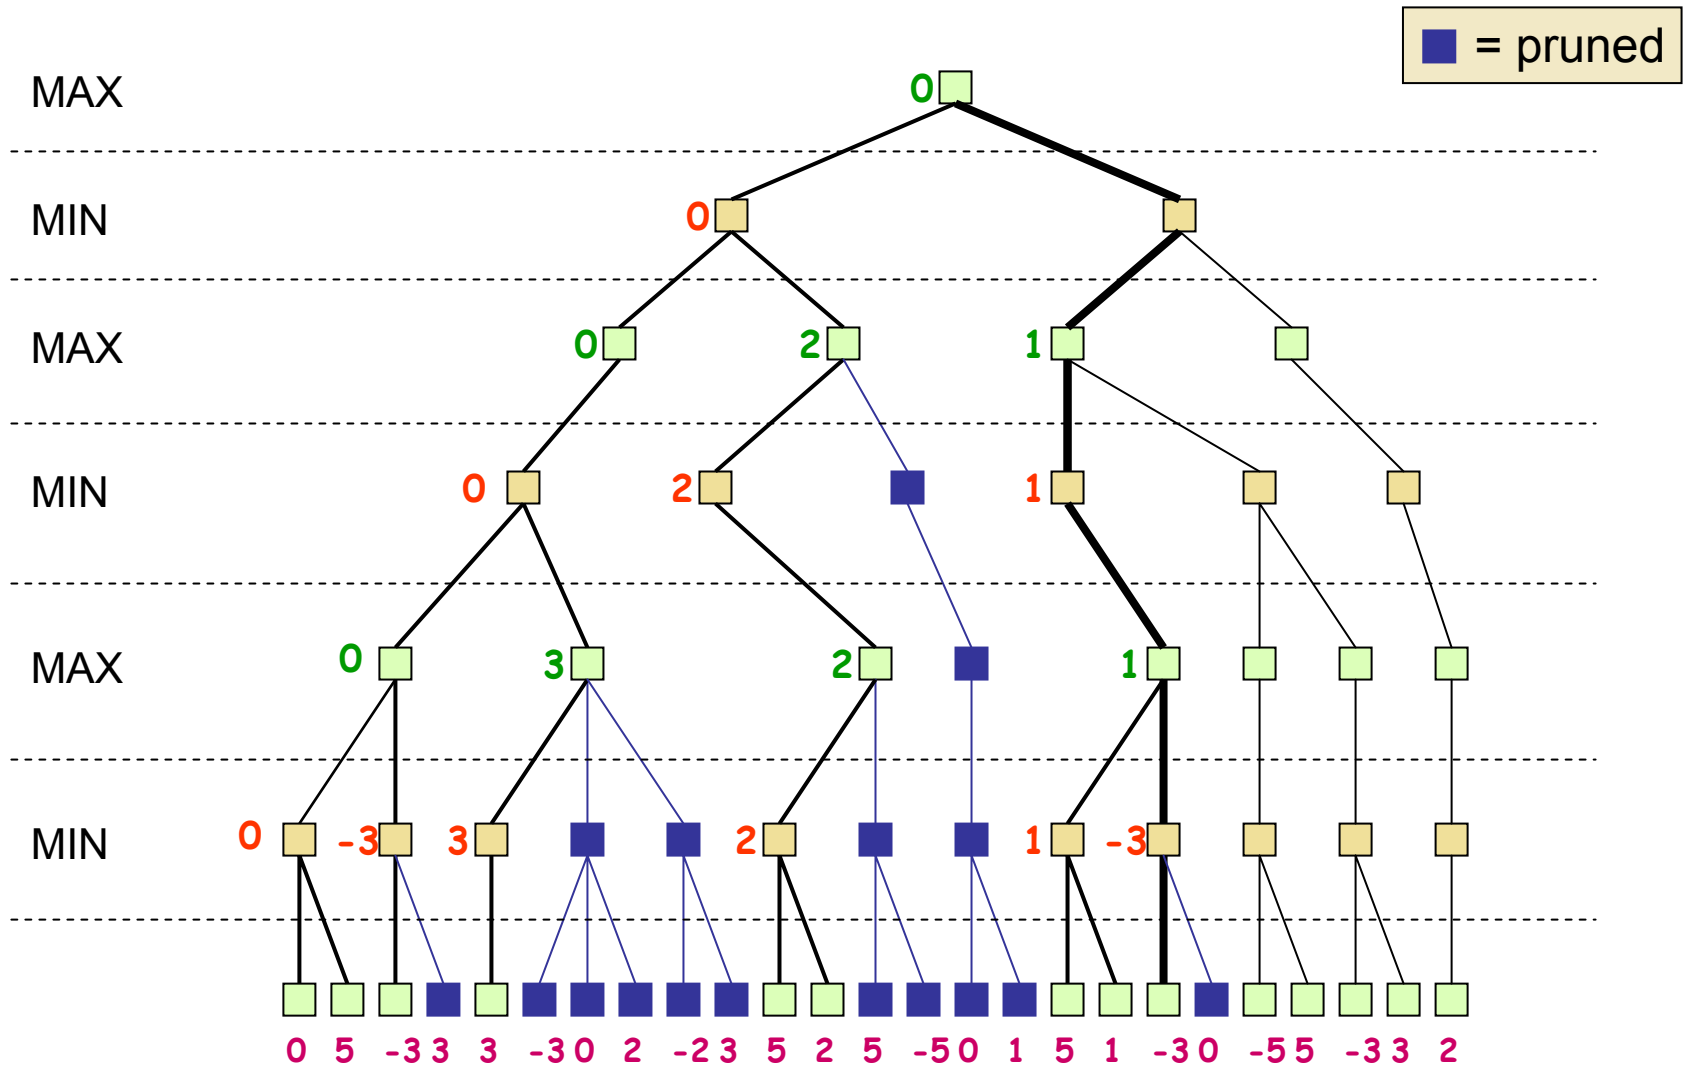 = pruned
MAX 0
MIN 0
MAX 0 2 1
MIN 0 2 1
MAX 0 3 2 1
MIN 0 -3 3 2 1 -3
0 5 -3 3 3 -3 0 2 -2 3 5 2 5 -5 0 1 5 1 -3 0 -5 5 -3 3 2